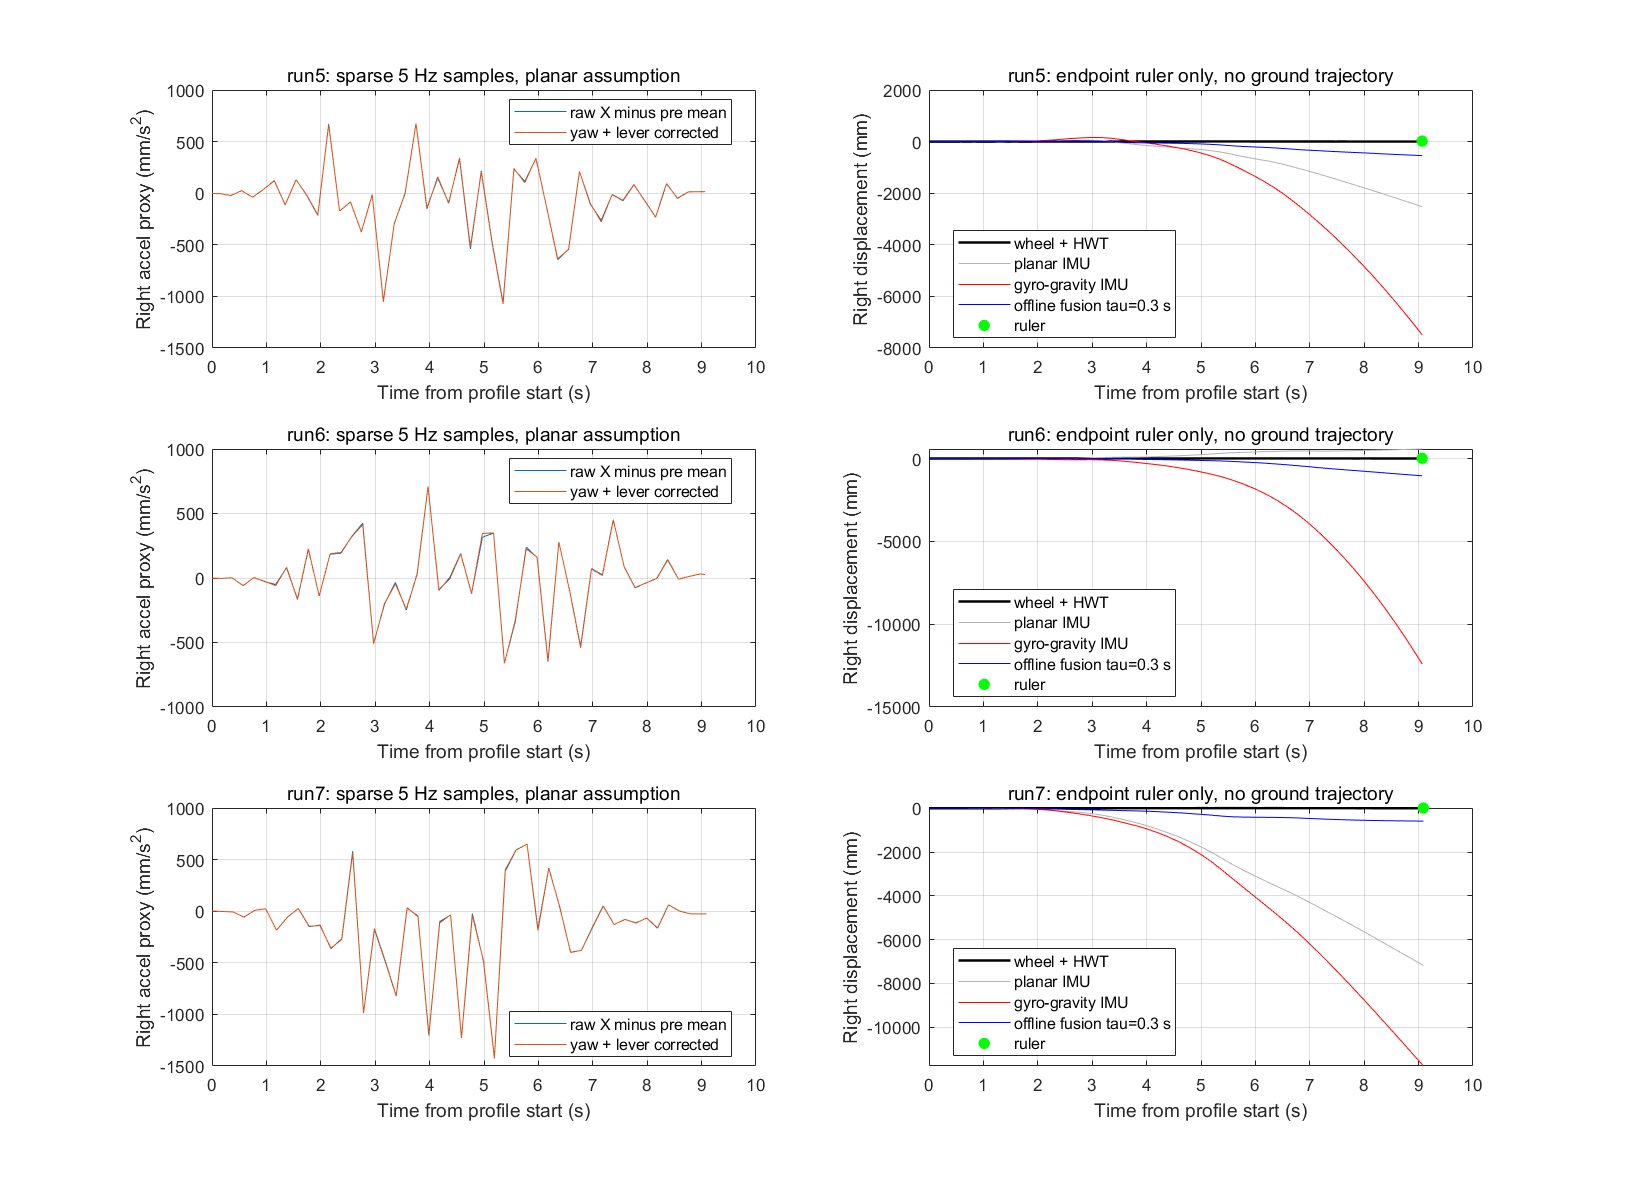 run5: sparse 5 Hz samples, planar assumption
1000
500
0
-500
-1000
-1500
Right accel proxy (mm/s²)
raw X minus pre mean
yaw + lever corrected
0 1 2 3 4 5 6 7 8 9 10
Time from profile start (s)
run5: endpoint ruler only, no ground trajectory
2000
0
-2000
-4000
-6000
-8000
Right displacement (mm)
wheel + HWT
planar IMU
gyro-gravity IMU
offline fusion tau=0.3 s
ruler
0 1 2 3 4 5 6 7 8 9 10
Time from profile start (s)
run6: sparse 5 Hz samples, planar assumption
1000
500
0
-500
-1000
Right accel proxy (mm/s²)
raw X minus pre mean
yaw + lever corrected
0 1 2 3 4 5 6 7 8 9 10
Time from profile start (s)
run6: endpoint ruler only, no ground trajectory
0
-5000
-10000
-15000
Right displacement (mm)
wheel + HWT
planar IMU
gyro-gravity IMU
offline fusion tau=0.3 s
ruler
0 1 2 3 4 5 6 7 8 9 10
Time from profile start (s)
run7: sparse 5 Hz samples, planar assumption
1000
500
0
-500
-1000
-1500
Right accel proxy (mm/s²)
raw X minus pre mean
yaw + lever corrected
0 1 2 3 4 5 6 7 8 9 10
Time from profile start (s)
run7: endpoint ruler only, no ground trajectory
0
-2000
-4000
-6000
-8000
-10000
Right displacement (mm)
wheel + HWT
planar IMU
gyro-gravity IMU
offline fusion tau=0.3 s
ruler
0 1 2 3 4 5 6 7 8 9 10
Time from profile start (s)